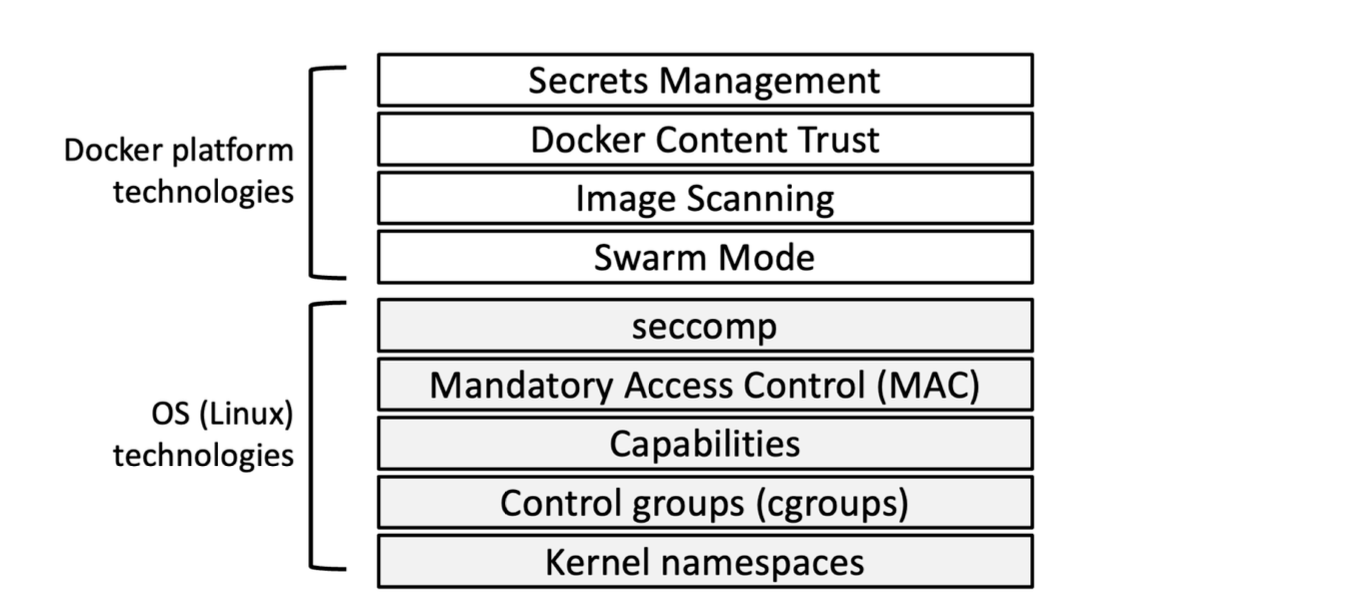 Secrets Management
Docker Content Trust
Image Scanning
Swarm Mode
Docker platform
technologies
seccomp
Mandatory Access Control (MAC)
Capabilities
Control groups (cgroups)
Kernel namespaces
OS (Linux)
technologies